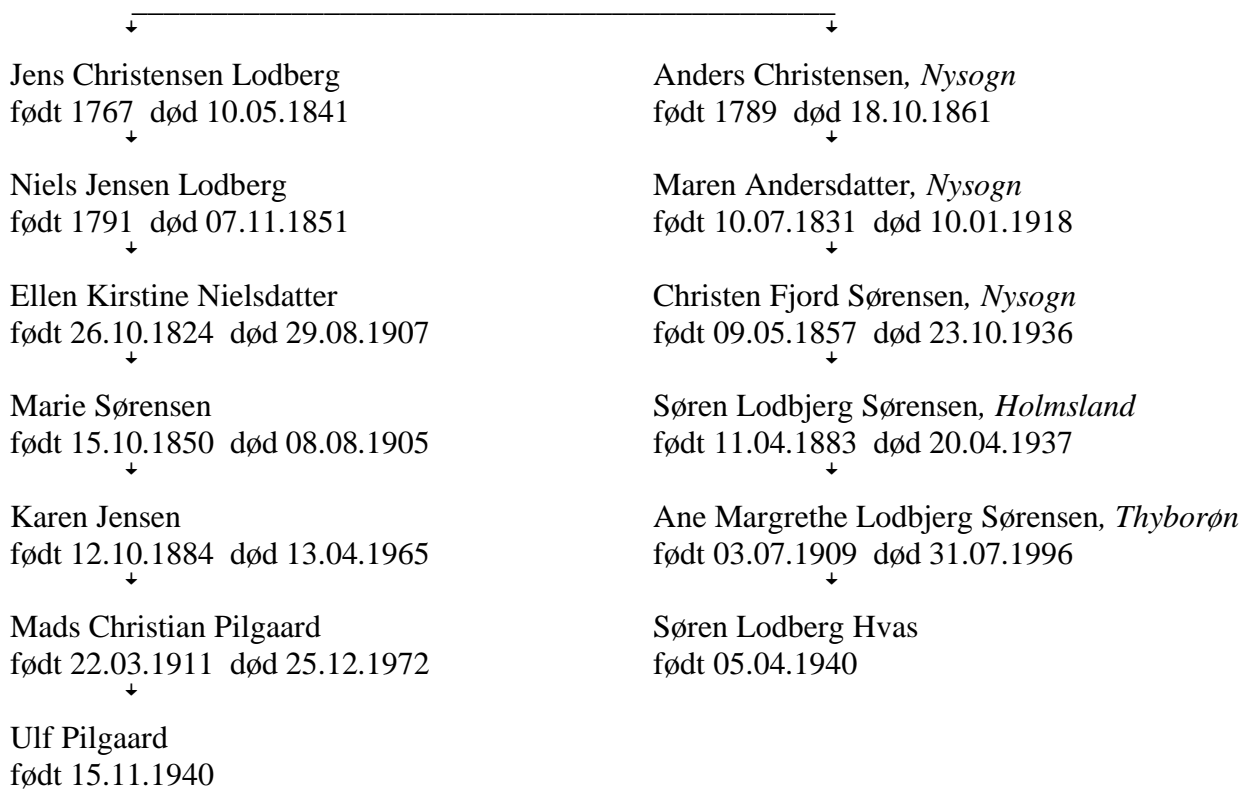 Jens Christensen Lodberg
født 1767 død 10.05.1841
Niels Jensen Lodberg
født 1791 død 07.11.1851
Ellen Kirstine Nielsdatter
født 26.10.1824 død 29.08.1907
Marie Sørensen
født 15.10.1850 død 08.08.1905
Karen Jensen
født 12.10.1884 død 13.04.1965
Mads Christian Pilgaard
født 22.03.1911 død 25.12.1972
Ulf Pilgaard
født 15.11.1940
Anders Christensen, Nysogn
født 1789 død 18.10.1861
Maren Andersdatter, Nysogn
født 10.07.1831 død 10.01.1918
Christen Fjord Sørensen, Nysogn
født 09.05.1857 død 23.10.1936
Søren Lodbjerg Sørensen, Holmsland
født 11.04.1883 død 20.04.1937
Ane Margrethe Lodbjerg Sørensen, Thyborøn
født 03.07.1909 død 31.07.1996
Søren Lodberg Hvas
født 05.04.1940